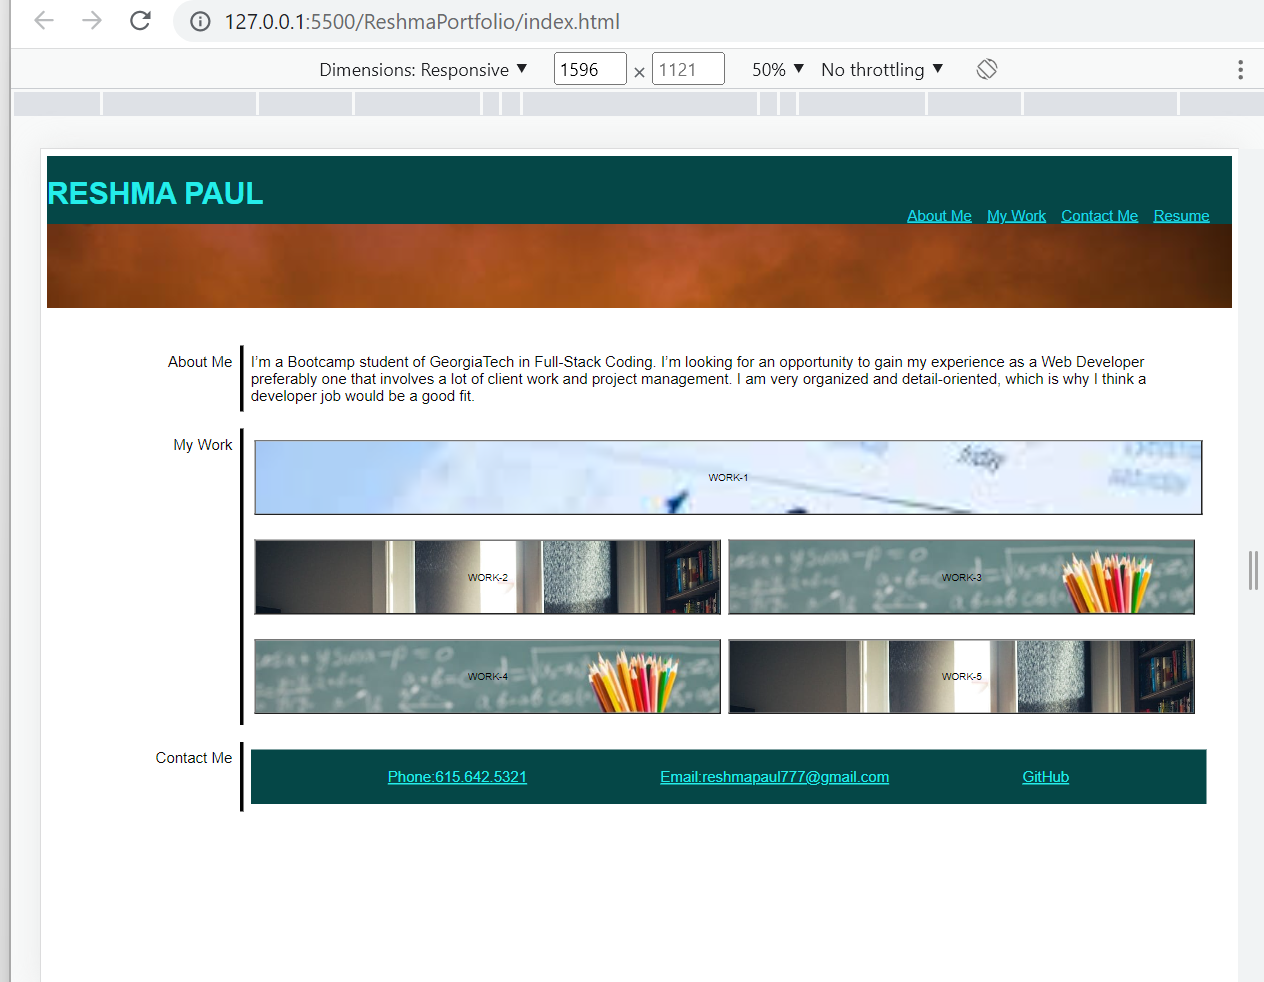 127.0.0.1:5500/ReshmaPortfolio/index.html
Dimensions: Responsive ▼ 1596 × 1121 50% ▼ No throttling ▼
RESHMA PAUL
About Me My Work Contact Me Resume
About Me
I'm a Bootcamp student of GeorgiaTech in Full-Stack Coding. I'm looking for an opportunity to gain my experience as a Web Developer
preferably one that involves a lot of client work and project management. I am very organized and detail-oriented, which is why I think a
developer job would be a good fit.
My Work
friday
WORK-1
WORK-2
WORK-3
WORK-4
WORK-5
Contact Me
Phone:615.642.5321 Email:reshmapaul777@gmail.com GitHub